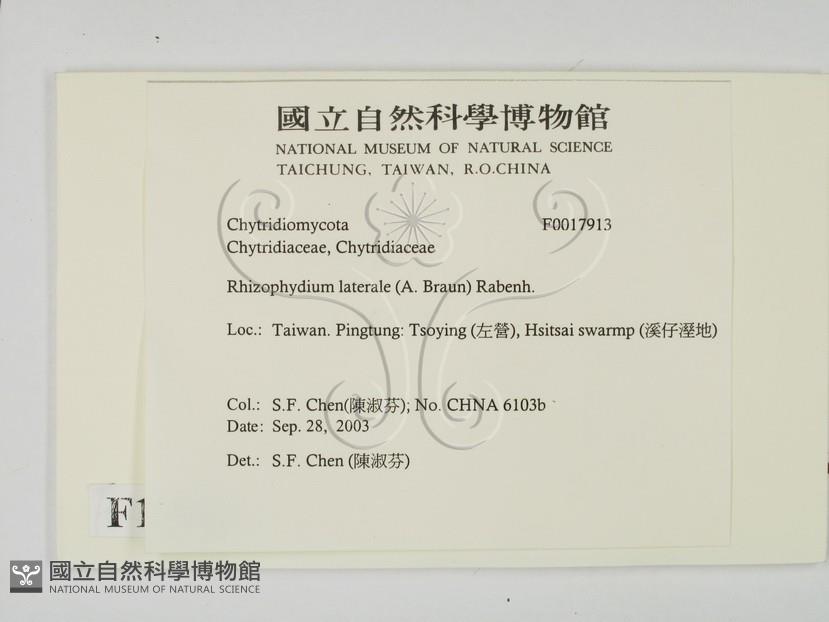 國立自然科學博物館
NATIONAL MUSEUM OF NATURAL SCIENCE
TAICHUNG, TAIWAN, R.O.CHINA
Chytridiomycota F0017913
Chytridiaceae, Chytridiaceae
Rhizophydium laterale (A. Braun) Rabenh.
Loc.: Taiwan. Pingtung: Tsoying (左營), Hsitsai swarmp (溪仔溼地)
Col.: S.F. Chen(陳淑芬); No. CHNA 6103b
Date: Sep. 28, 2003
Det.: S.F. Chen (陳淑芬)
F1
國立自然科學博物館
NATIONAL MUSEUM OF NATURAL SCIENCE